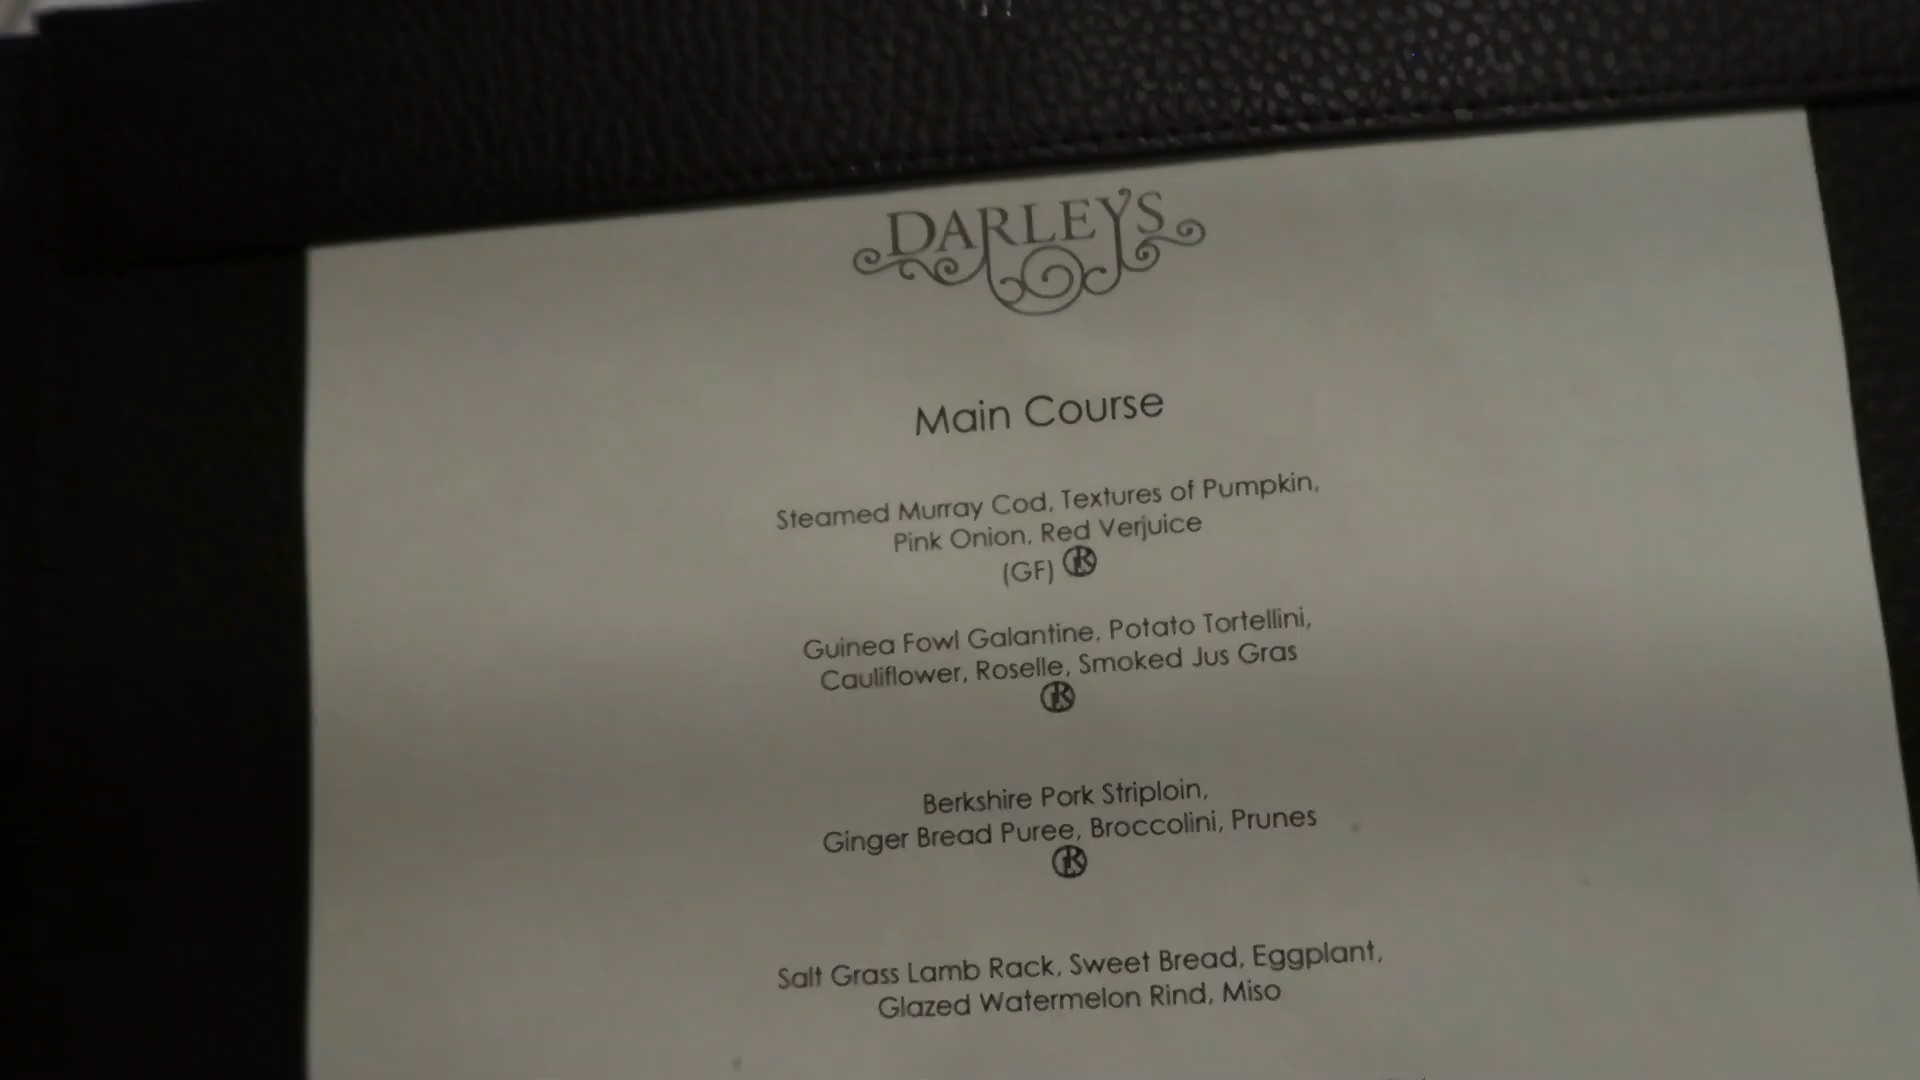 DARLEYS
Main Course
Steamed Murray Cod, Textures of Pumpkin,
Pink Onion, Red Verjuice
(GF)
Guinea Fowl Galantine, Potato Tortellini,
Cauliflower, Roselle, Smoked Jus Gras
Berkshire Pork Striploin,
Ginger Bread Puree, Broccolini, Prunes
Salt Grass Lamb Rack, Sweet Bread, Eggplant,
Glazed Watermelon Rind, Miso